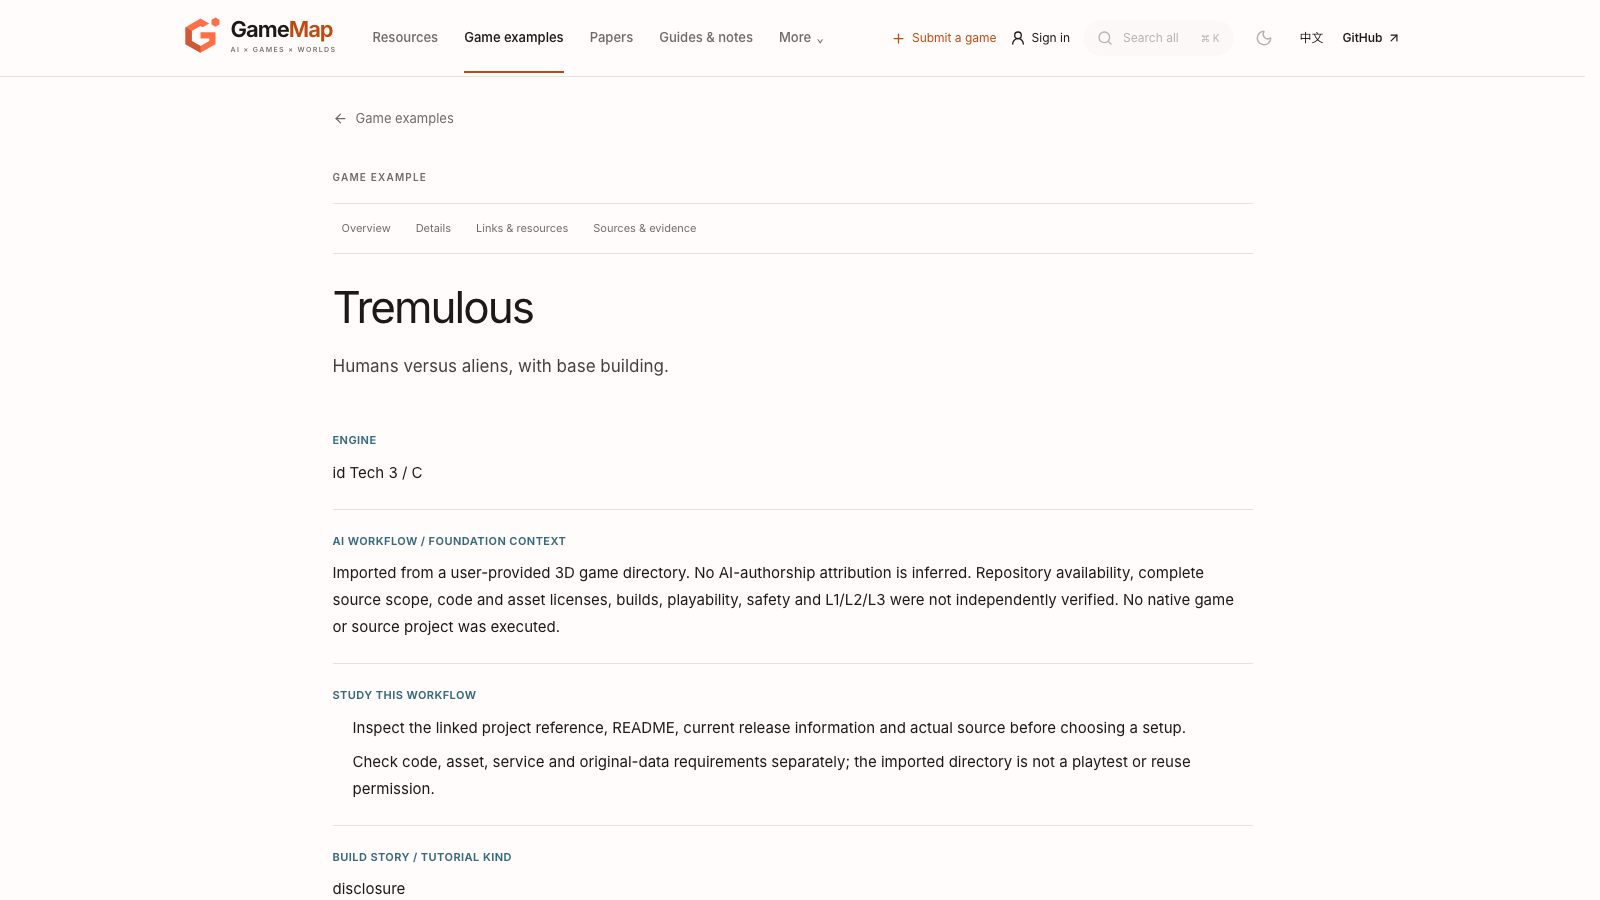 GameMap
AI × GAMES × WORLDS
Resources
Game examples
Papers
Guides & notes
More
Submit a game
Sign in
Search all
⌘ K
中文
GitHub
Game examples
GAME EXAMPLE
Overview
Details
Links & resources
Sources & evidence
Tremulous
Humans versus aliens, with base building.
ENGINE
id Tech 3 / C
AI WORKFLOW / FOUNDATION CONTEXT
Imported from a user-provided 3D game directory. No AI-authorship attribution is inferred. Repository availability, complete
source scope, code and asset licenses, builds, playability, safety and L1/L2/L3 were not independently verified. No native game
or source project was executed.
STUDY THIS WORKFLOW
Inspect the linked project reference, README, current release information and actual source before choosing a setup.
Check code, asset, service and original-data requirements separately; the imported directory is not a playtest or reuse
permission.
BUILD STORY / TUTORIAL KIND
disclosure